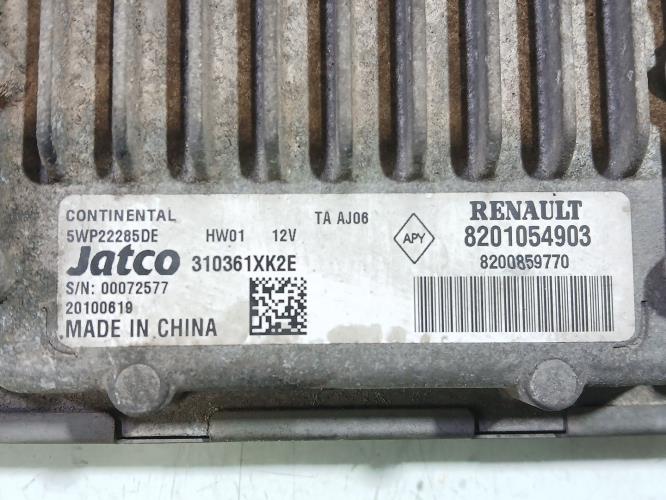 CONTINENTAL
5WP22285DE HW01 12V TA AJ06
Jatco 310361XK2E
S/N: 00072577
20100619
MADE IN CHINA
APY
RENAULT
8201054903
8200859770